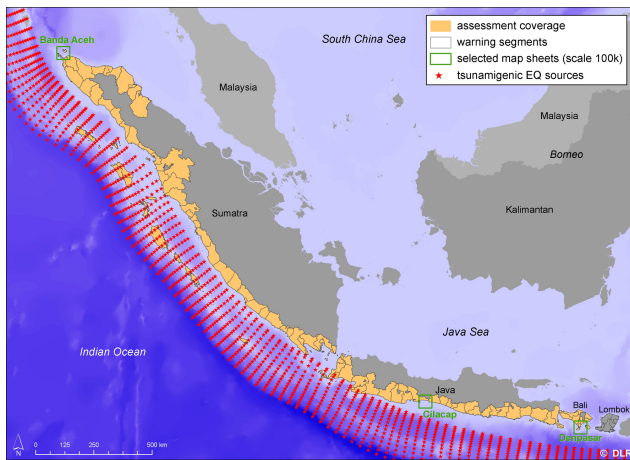 Banda Aceh
South China Sea
assessment coverage
warning segments
selected map sheets (scale 100k)
tsunamigenic EQ sources
Malaysia
Malaysia
Borneo
Sumatra
Kalimantan
Java Sea
Indian Ocean
Java
Cilacap
Bali
Lombok
Denpasar
N
0 125 250 500 km
© DLR